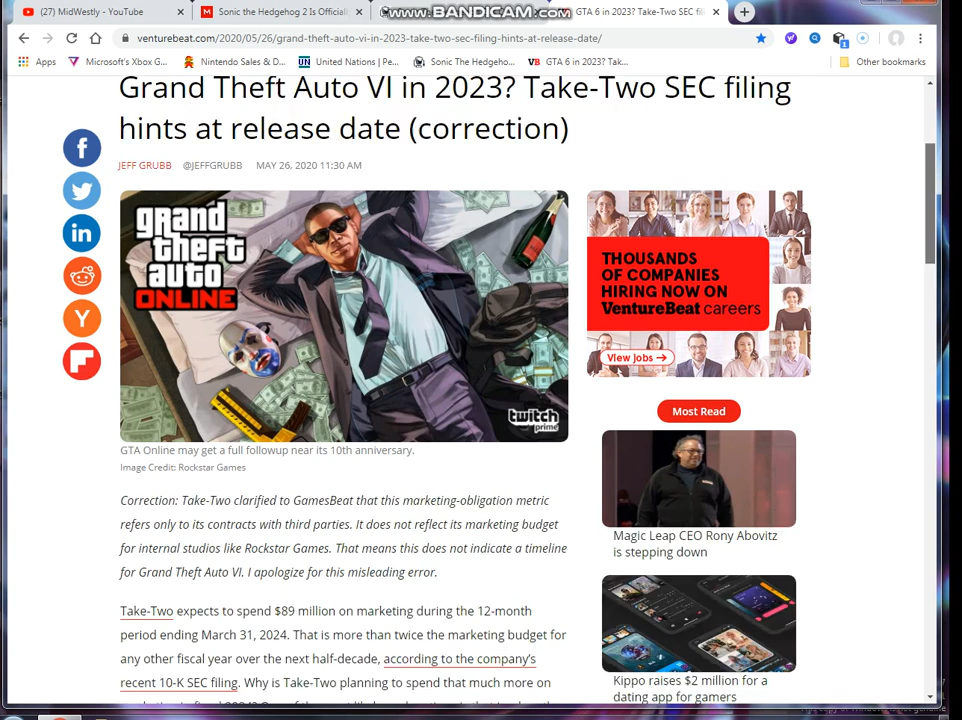 (27) MidWestly - YouTube
Sonic the Hedgehog 2 Is Officiall
www.BANDICAM.com
GTA 6 in 2023? Take-Two SEC fil
venturebeat.com/2020/05/26/grand-theft-auto-vi-in-2023-take-two-sec-filing-hints-at-release-date/
Apps
Microsoft's Xbox G...
Nintendo Sales & D...
UN
United Nations | Pe...
Sonic The Hedgeho...
VB
GTA 6 in 2023? Tak...
Other bookmarks
Grand Theft Auto VI in 2023? Take-Two SEC filing
hints at release date (correction)
JEFF GRUBB @JEFFGRUBB MAY 26, 2020 11:30 AM
grand
theft
auto
ONLINE
twitch
prime
THOUSANDS
OF COMPANIES
HIRING NOW ON
VentureBeat careers
View Jobs →
GTA Online may get a full followup near its 10th anniversary.
Image Credit: Rockstar Games
Most Read
Correction: Take-Two clarified to GamesBeat that this marketing-obligation metric
refers only to its contracts with third parties. It does not reflect its marketing budget
for internal studios like Rockstar Games. That means this does not indicate a timeline
for Grand Theft Auto VI. I apologize for this misleading error.
Magic Leap CEO Rony Abovitz
is stepping down
Take-Two expects to spend $89 million on marketing during the 12-month
period ending March 31, 2024. That is more than twice the marketing budget for
any other fiscal year over the next half-decade, according to the company's
recent 10-K SEC filing. Why is Take-Two planning to spend that much more on
Kippo raises $2 million for a
dating app for gamers